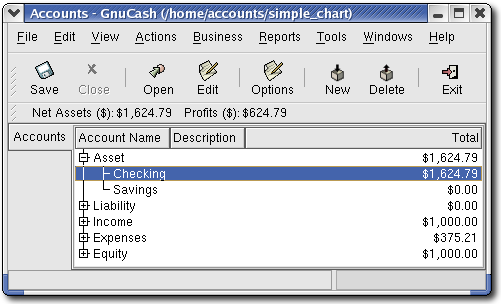 Accounts - GnuCash (/home/accounts/simple_chart)
File Edit View Actions Business Reports Tools Windows Help
Save Close Open Edit Options New Delete Exit
Net Assets ($): $1,624.79 Profits ($): $624.79
Accounts
Account Name Description Total
Asset $1,624.79
Checking $1,624.79
Savings $0.00
Liability $0.00
Income $1,000.00
Expenses $375.21
Equity $1,000.00